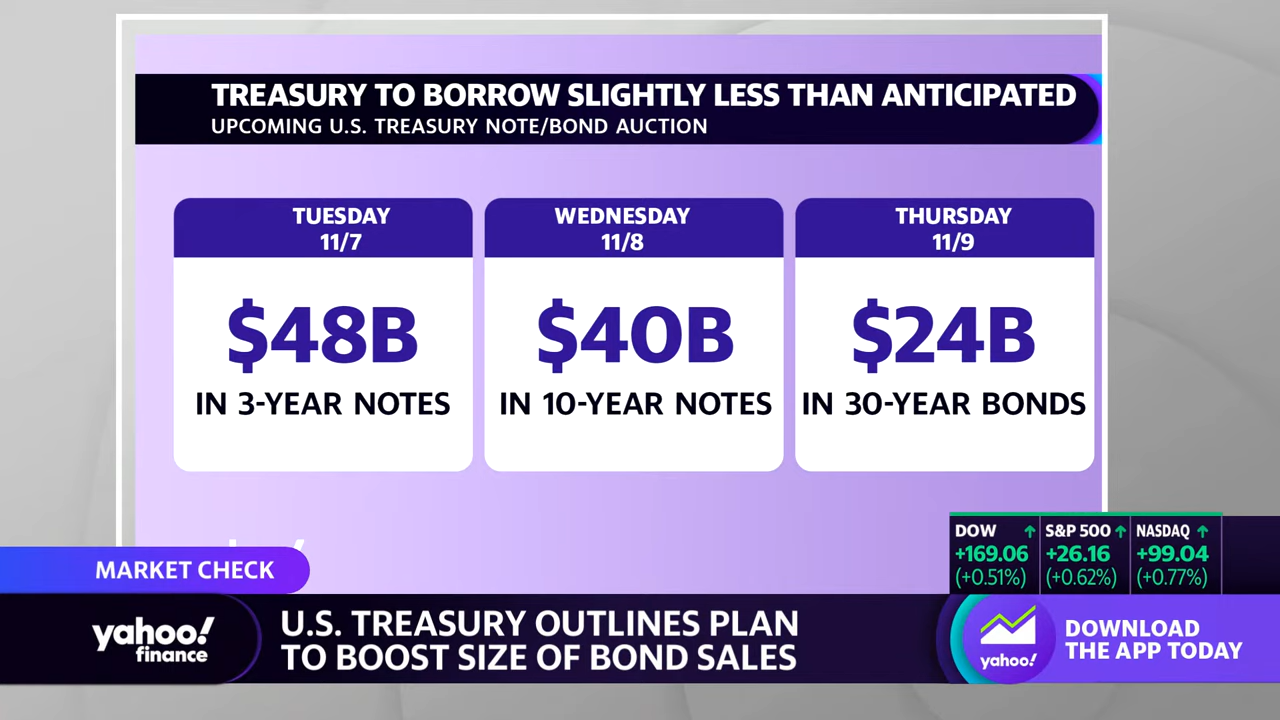 TREASURY TO BORROW SLIGHTLY LESS THAN ANTICIPATED
UPCOMING U.S. TREASURY NOTE/BOND AUCTION
TUESDAY
11/7
$48B
IN 3-YEAR NOTES
WEDNESDAY
11/8
$40B
IN 10-YEAR NOTES
THURSDAY
11/9
$24B
IN 30-YEAR BONDS
MARKET CHECK
DOW
+169.06
(+0.51%)
S&P 500
+26.16
(+0.62%)
NASDAQ
+99.04
(+0.77%)
yahoo!
finance
U.S. TREASURY OUTLINES PLAN
TO BOOST SIZE OF BOND SALES
yahoo!
DOWNLOAD
THE APP TODAY